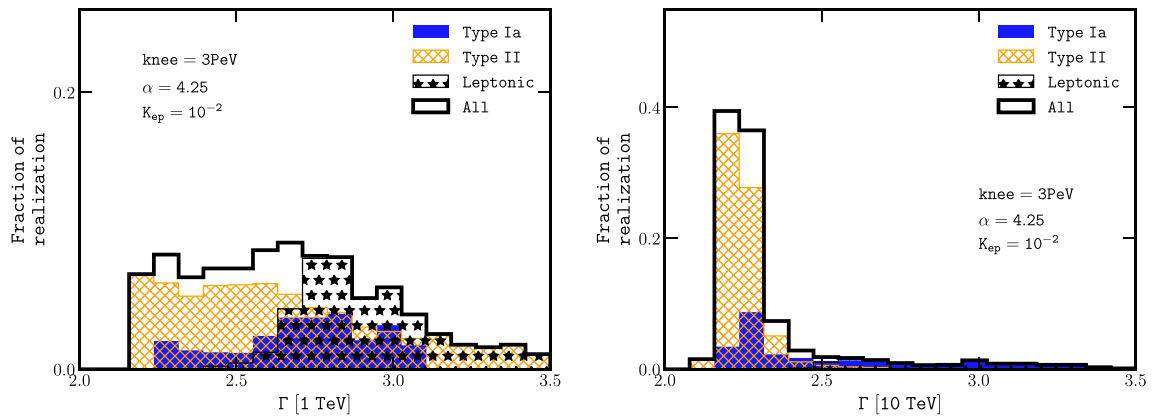 Type Ia
Type II
Leptonic
All
knee = 3PeV
α = 4.25
K_ep = 10^-2
Fraction of
realization
0.2
0.0
2.0 2.5 3.0 3.5
Γ [1 TeV]
Type Ia
Type II
Leptonic
All
knee = 3PeV
α = 4.25
K_ep = 10^-2
Fraction of
realization
0.4
0.2
0.0
2.0 2.5 3.0 3.5
Γ [10 TeV]